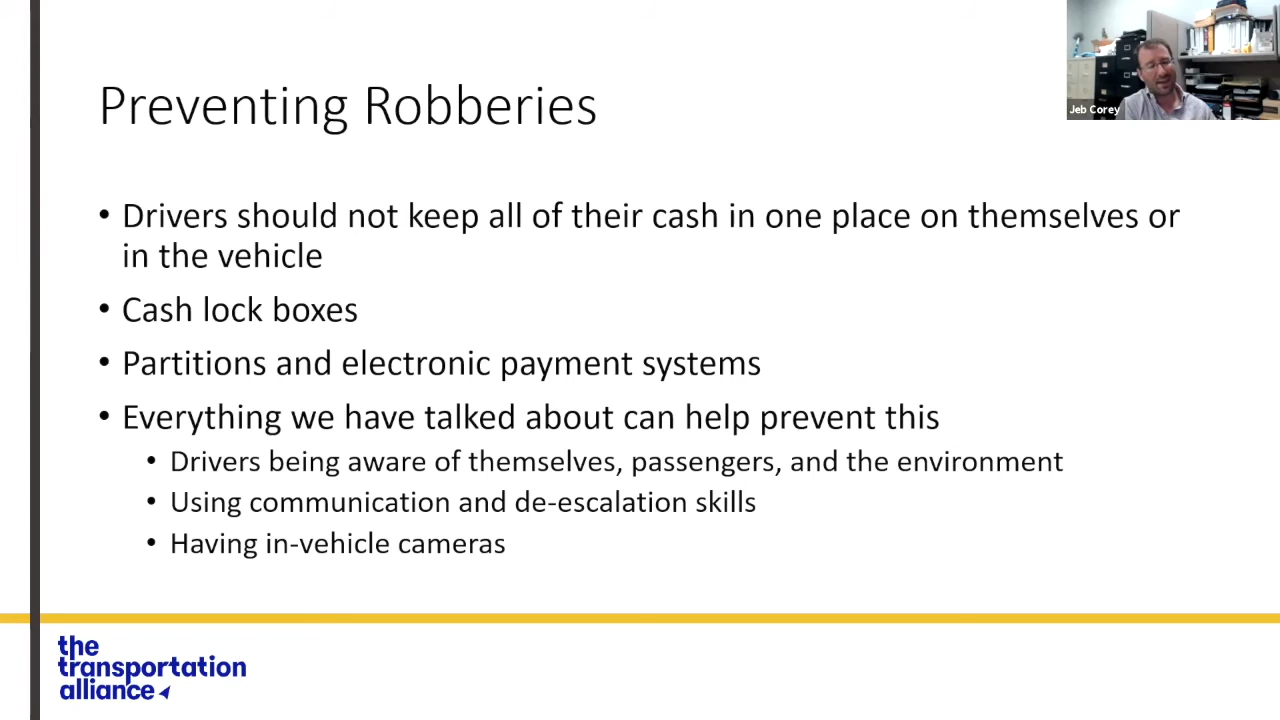 Preventing Robberies
Jeb Corey
• Drivers should not keep all of their cash in one place on themselves or
in the vehicle
• Cash lock boxes
• Partitions and electronic payment systems
• Everything we have talked about can help prevent this
• Drivers being aware of themselves, passengers, and the environment
• Using communication and de-escalation skills
• Having in-vehicle cameras
the
transportation
alliance